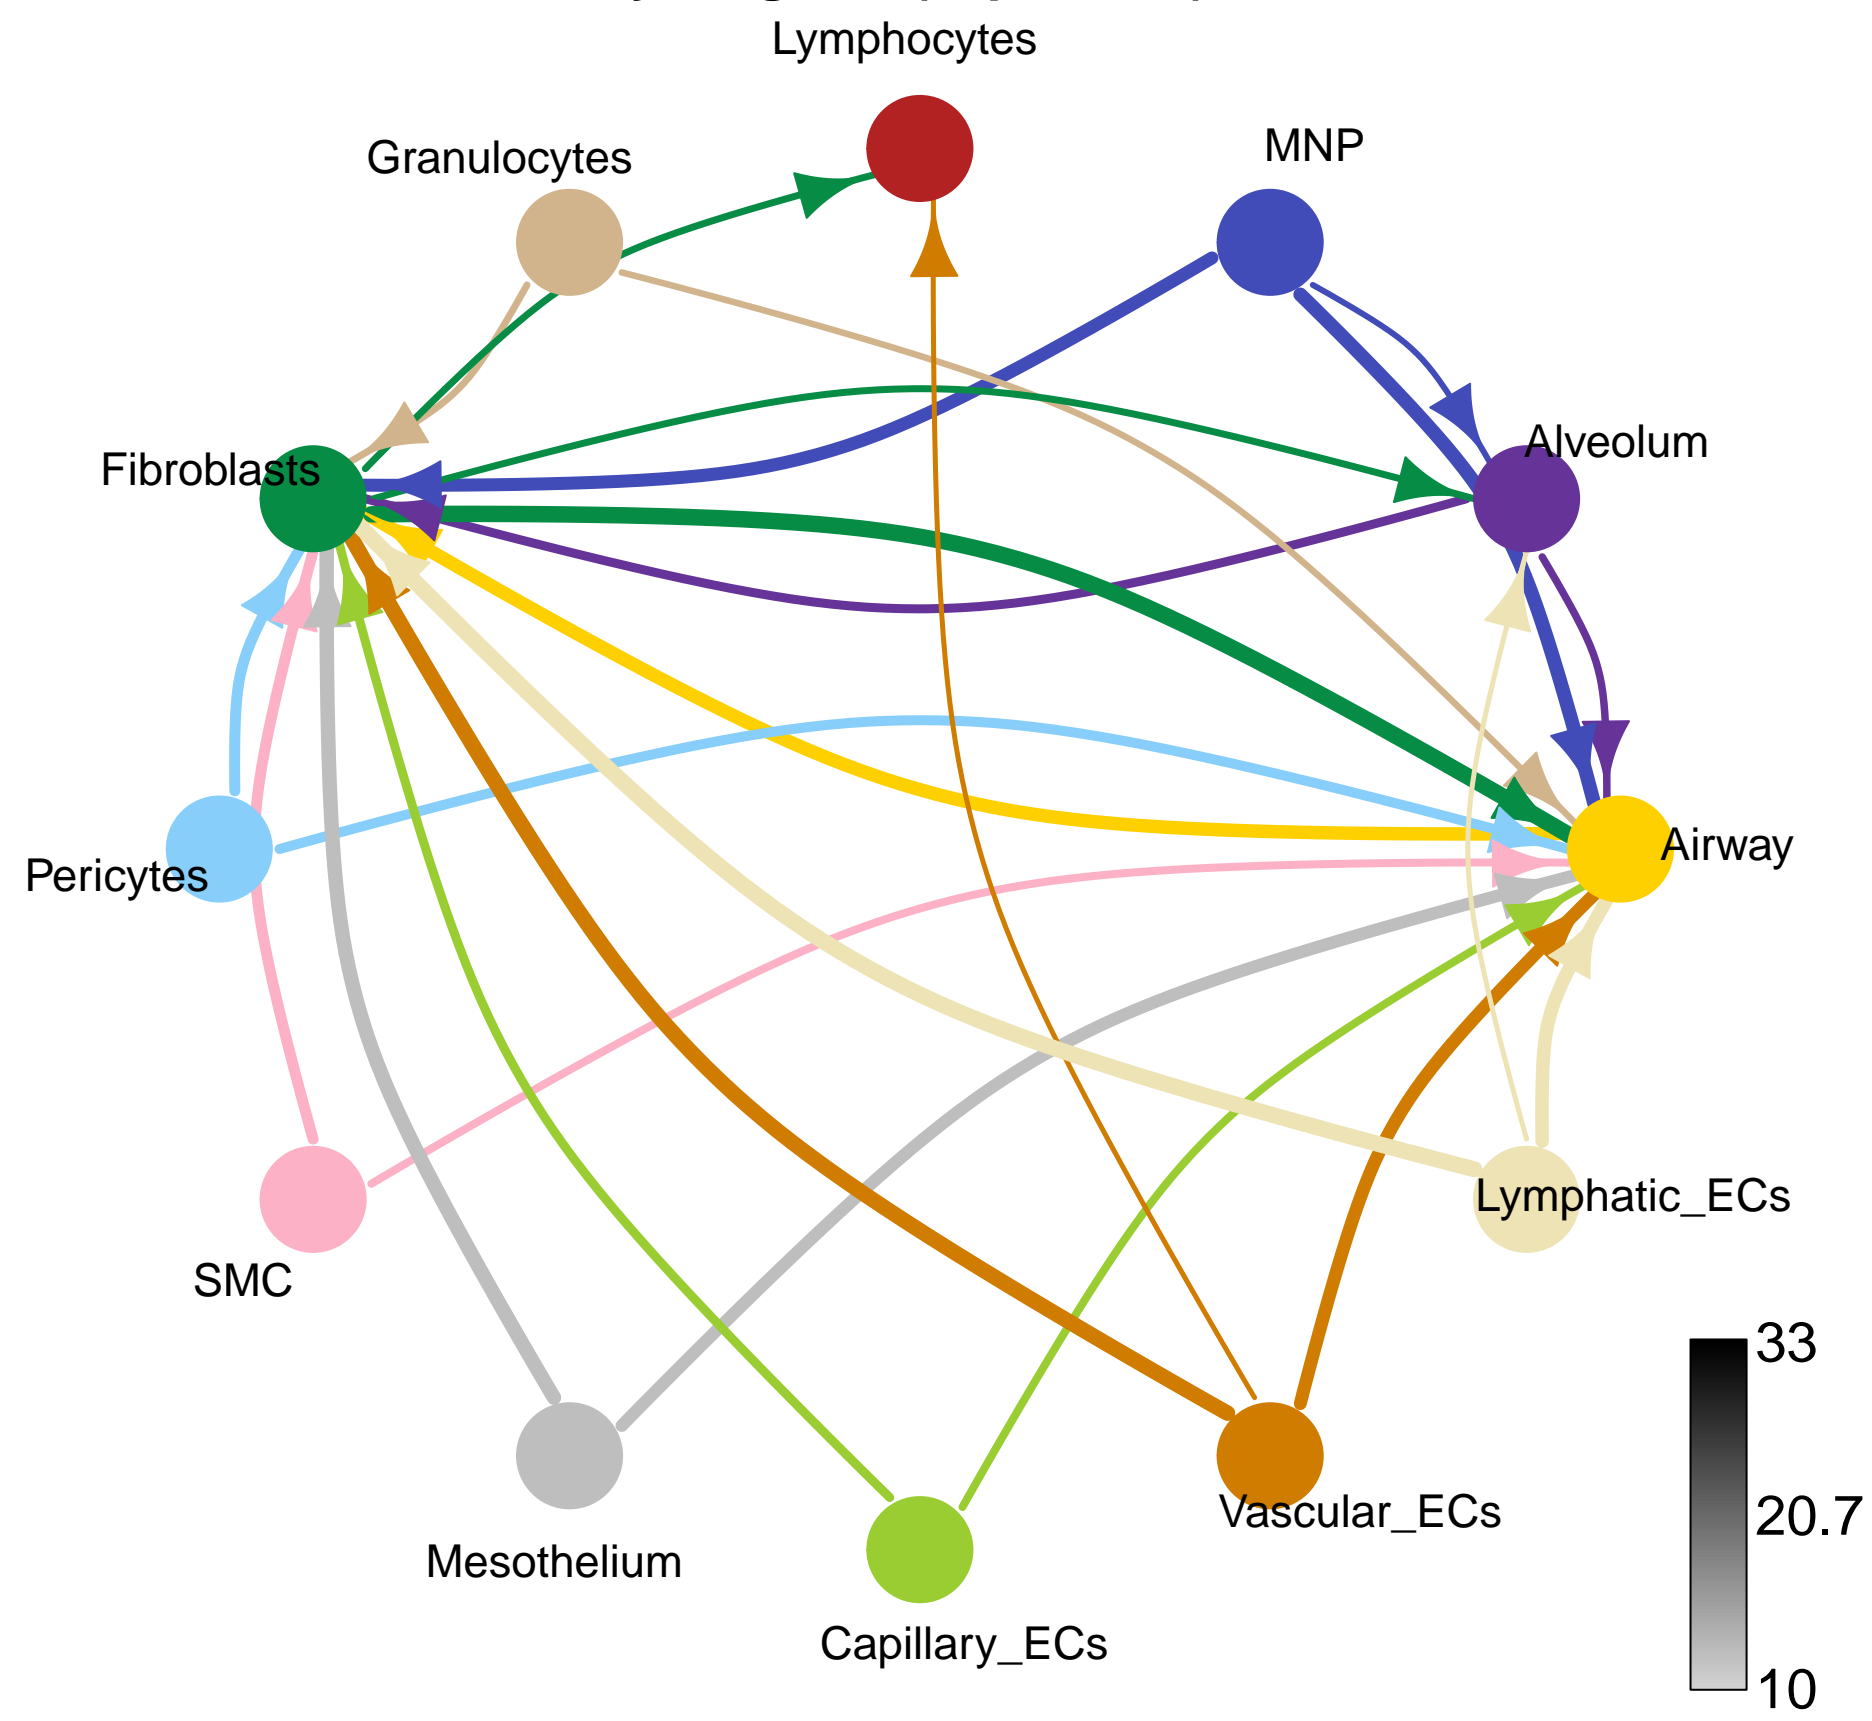 Lymphocytes
MNP
Granulocytes
Alveolum
Fibroblasts
Airway
Pericytes
Lymphatic_ECs
SMC
33
Vascular_ECs
20.7
Mesothelium
Capillary_ECs
10